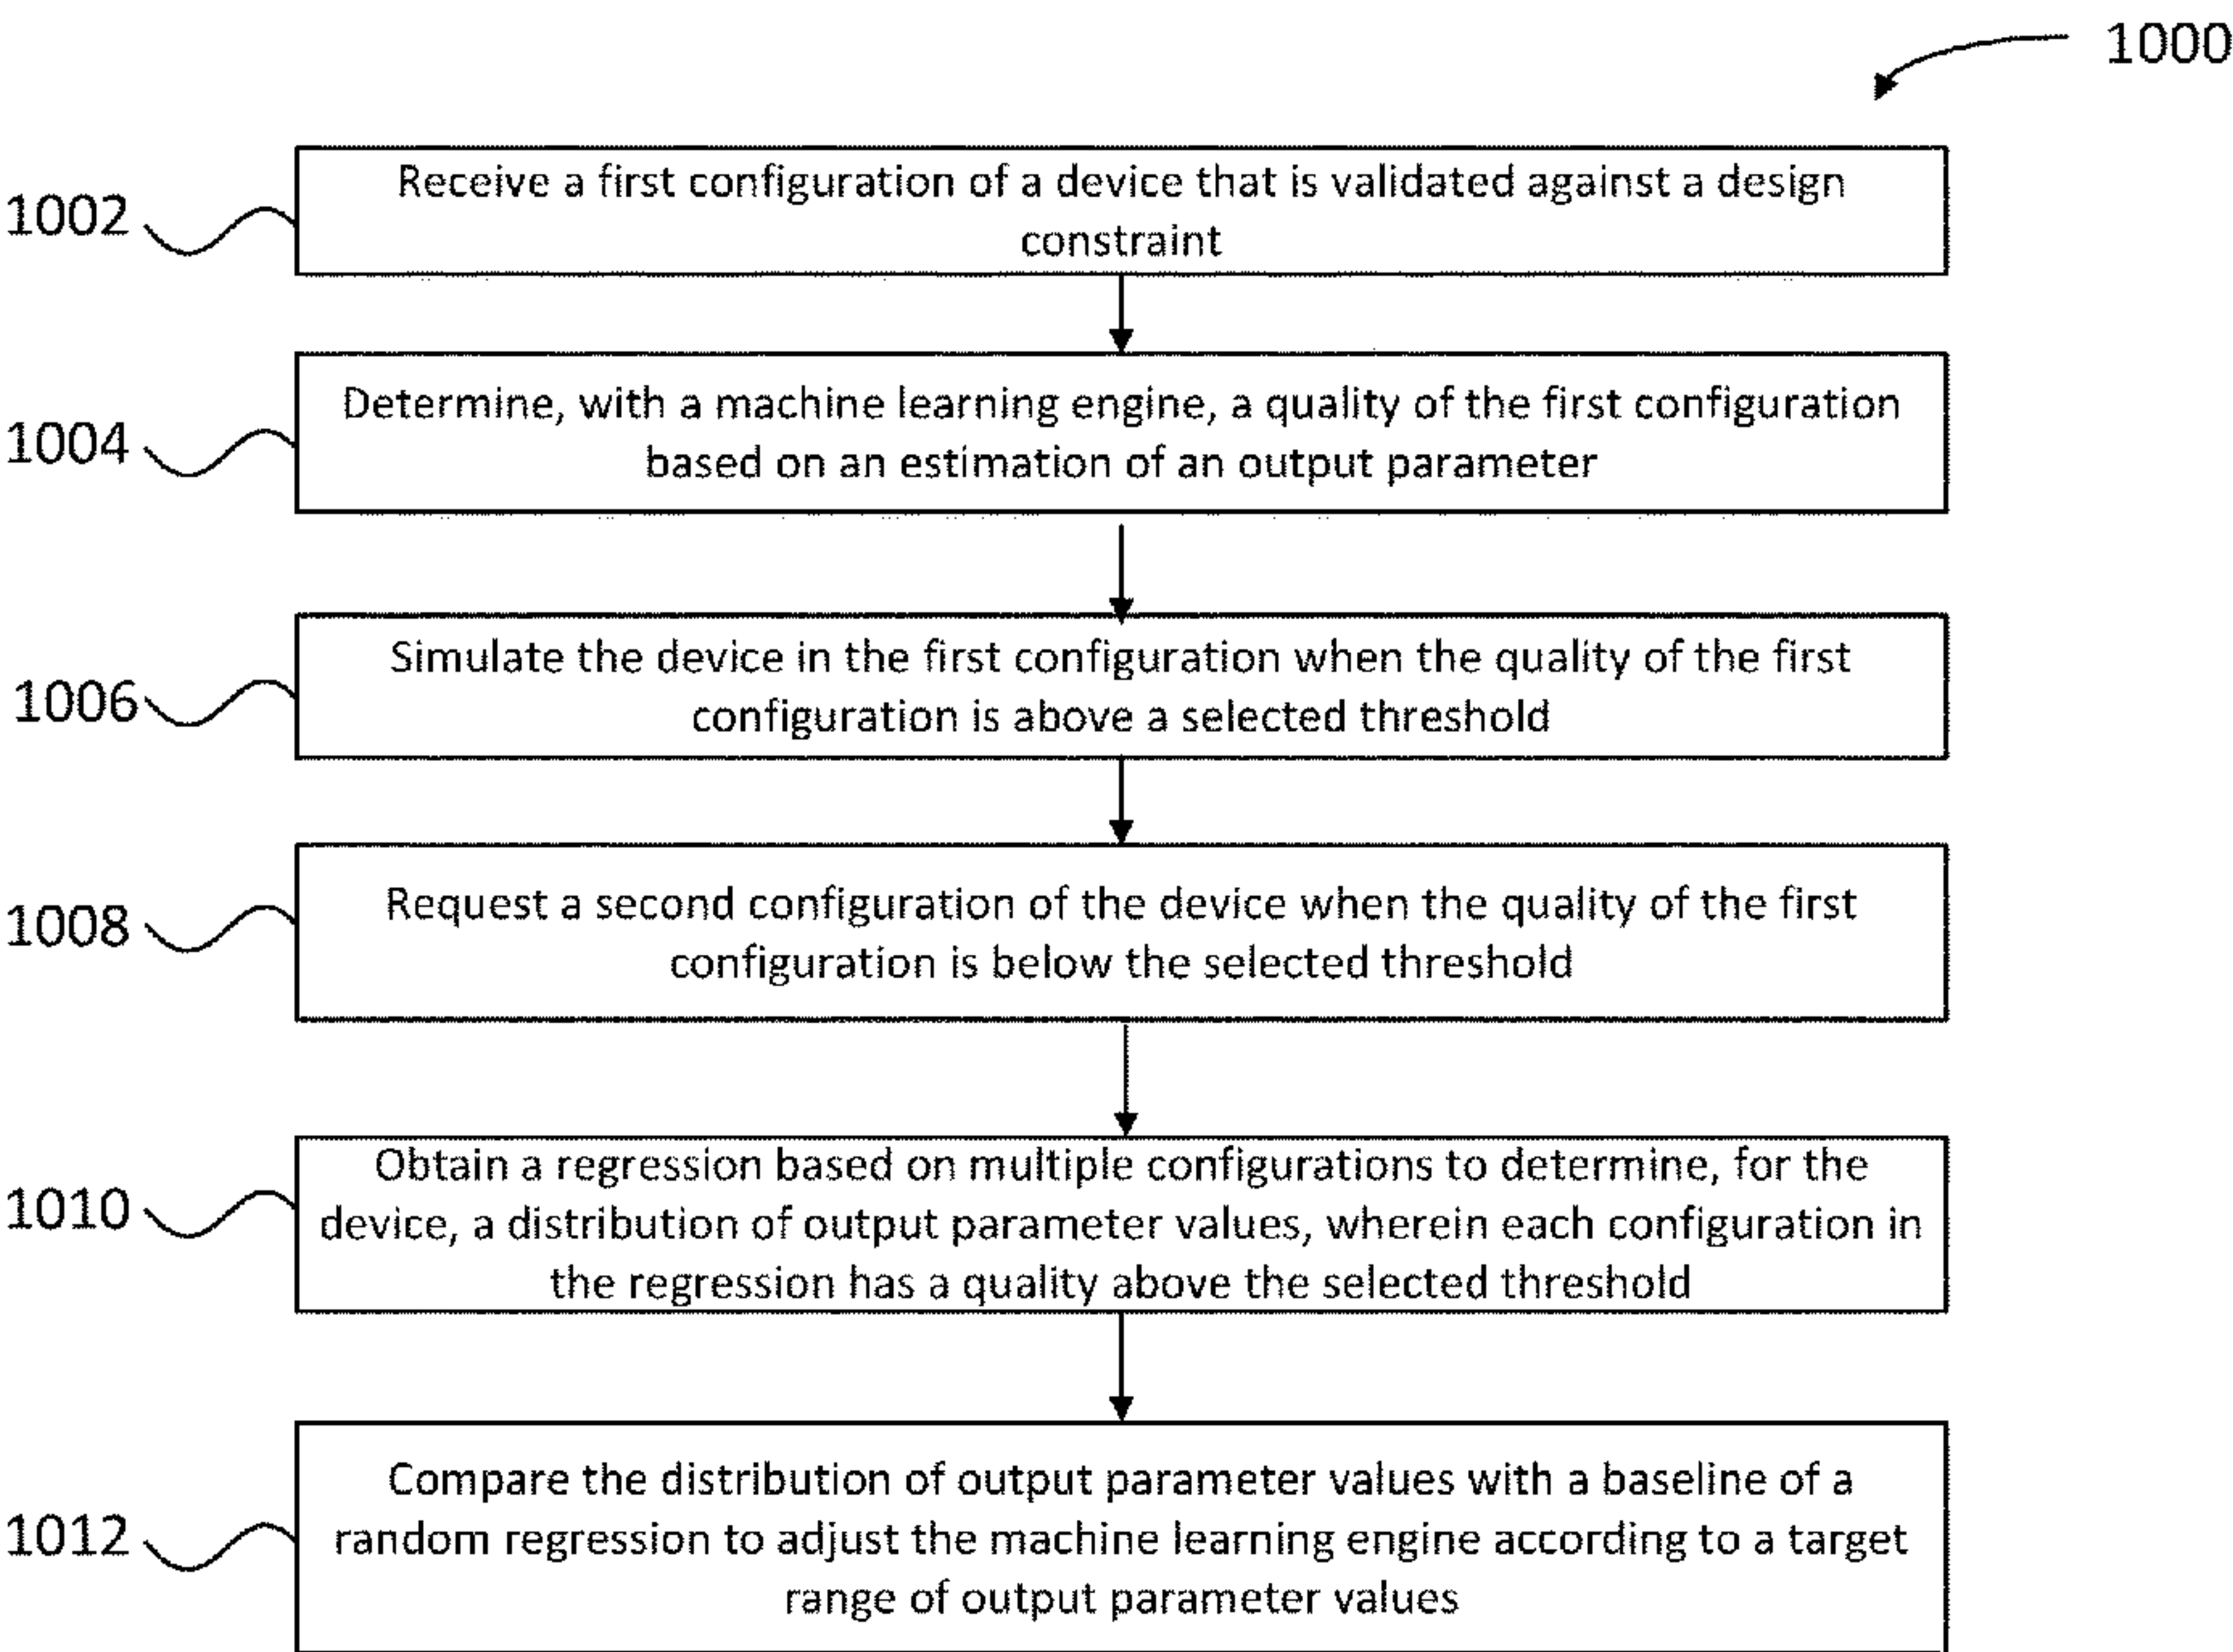 1000
1002
Receive a first configuration of a device that is validated against a design
constraint
1004
Determine, with a machine learning engine, a quality of the first configuration
based on an estimation of an output parameter
1006
Simulate the device in the first configuration when the quality of the first
configuration is above a selected threshold
1008
Request a second configuration of the device when the quality of the first
configuration is below the selected threshold
1010
Obtain a regression based on multiple configurations to determine, for the
device, a distribution of output parameter values, wherein each configuration in
the regression has a quality above the selected threshold
1012
Compare the distribution of output parameter values with a baseline of a
random regression to adjust the machine learning engine according to a target
range of output parameter values